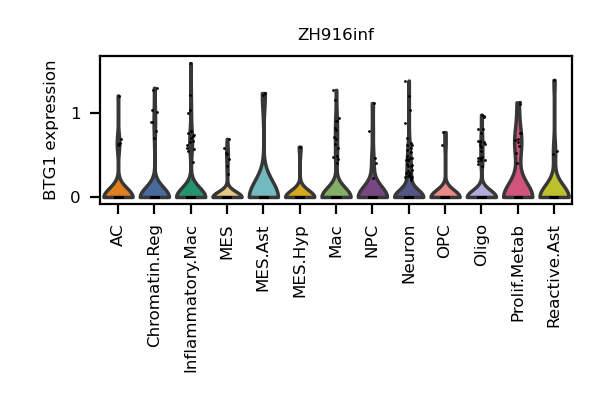 ZH916inf
BTG1 expression
1
0
AC
Chromatin.Reg
Inflammatory.Mac
MES
MES.Ast
MES.Hyp
Mac
NPC
Neuron
OPC
Oligo
Prolif.Metab
Reactive.Ast